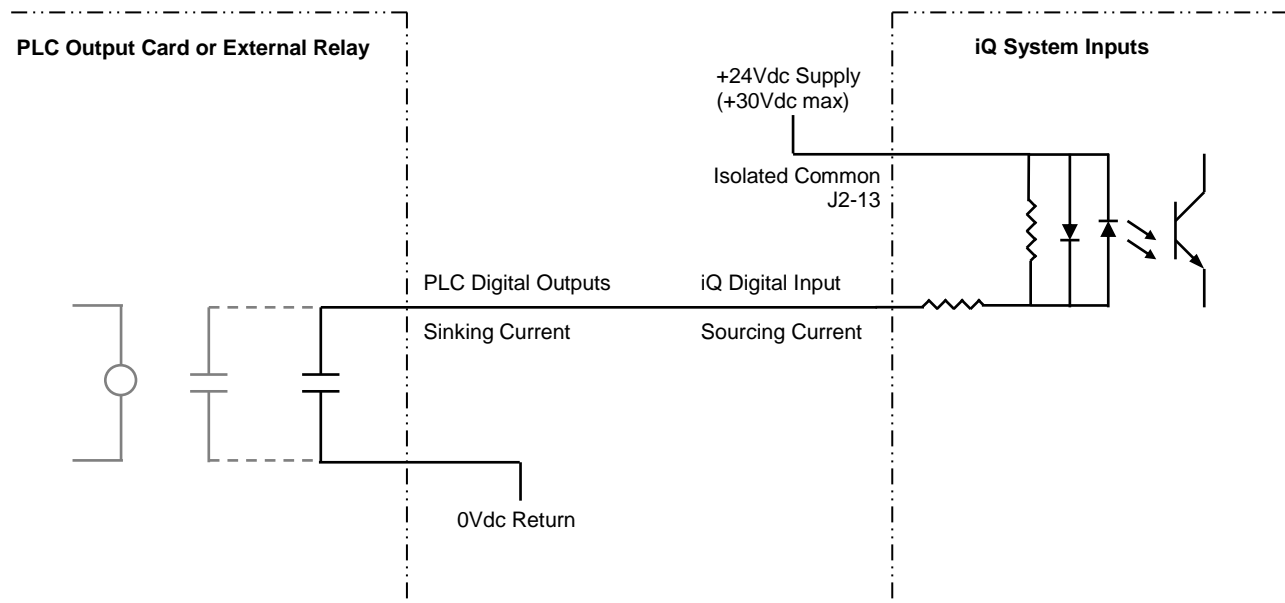 PLC Output Card or External Relay
iQ System Inputs
+24Vdc Supply
(+30Vdc max)
Isolated Common
J2-13
PLC Digital Outputs
iQ Digital Input
Sinking Current
Sourcing Current
0Vdc Return